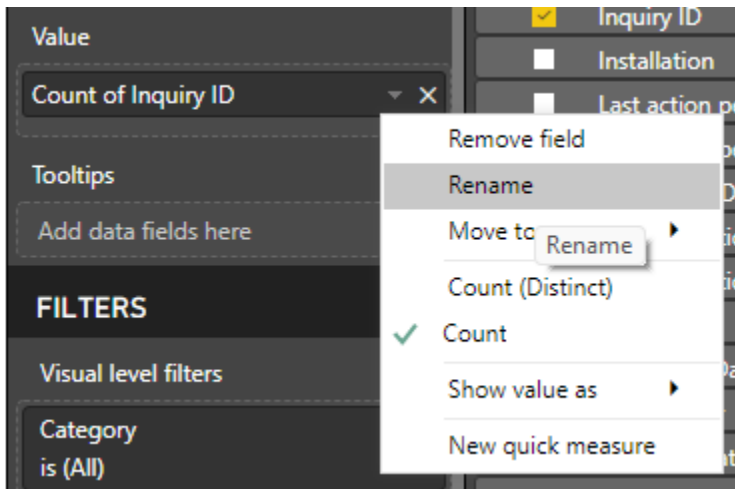 Value
Count of Inquiry ID
Tooltips
Add data fields here
FILTERS
Visual level filters
Category
is (All)
Inquiry ID
Installation
Last action
Remove field
Rename
Move to
Rename
Count (Distinct)
Count
Show value as
New quick measure